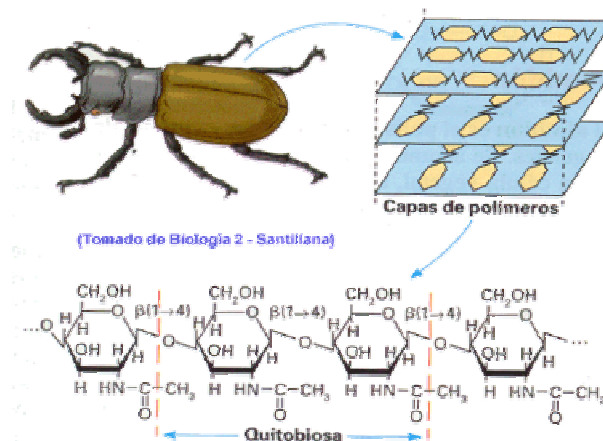 Capas de polímeros
(Tomado de Biología 2 - Santillana)
CH₂OH CH₂OH CH₂OH CH₂OH
β(1→4) β(1→4) β(1→4)
...O H H O H H O H H O H H O ...
OH H OH H OH H OH H
H HN—C—CH₃ H HN—C—CH₃ H HN—C—CH₃ H HN—C—CH₃
O O O O
Quitobiosa